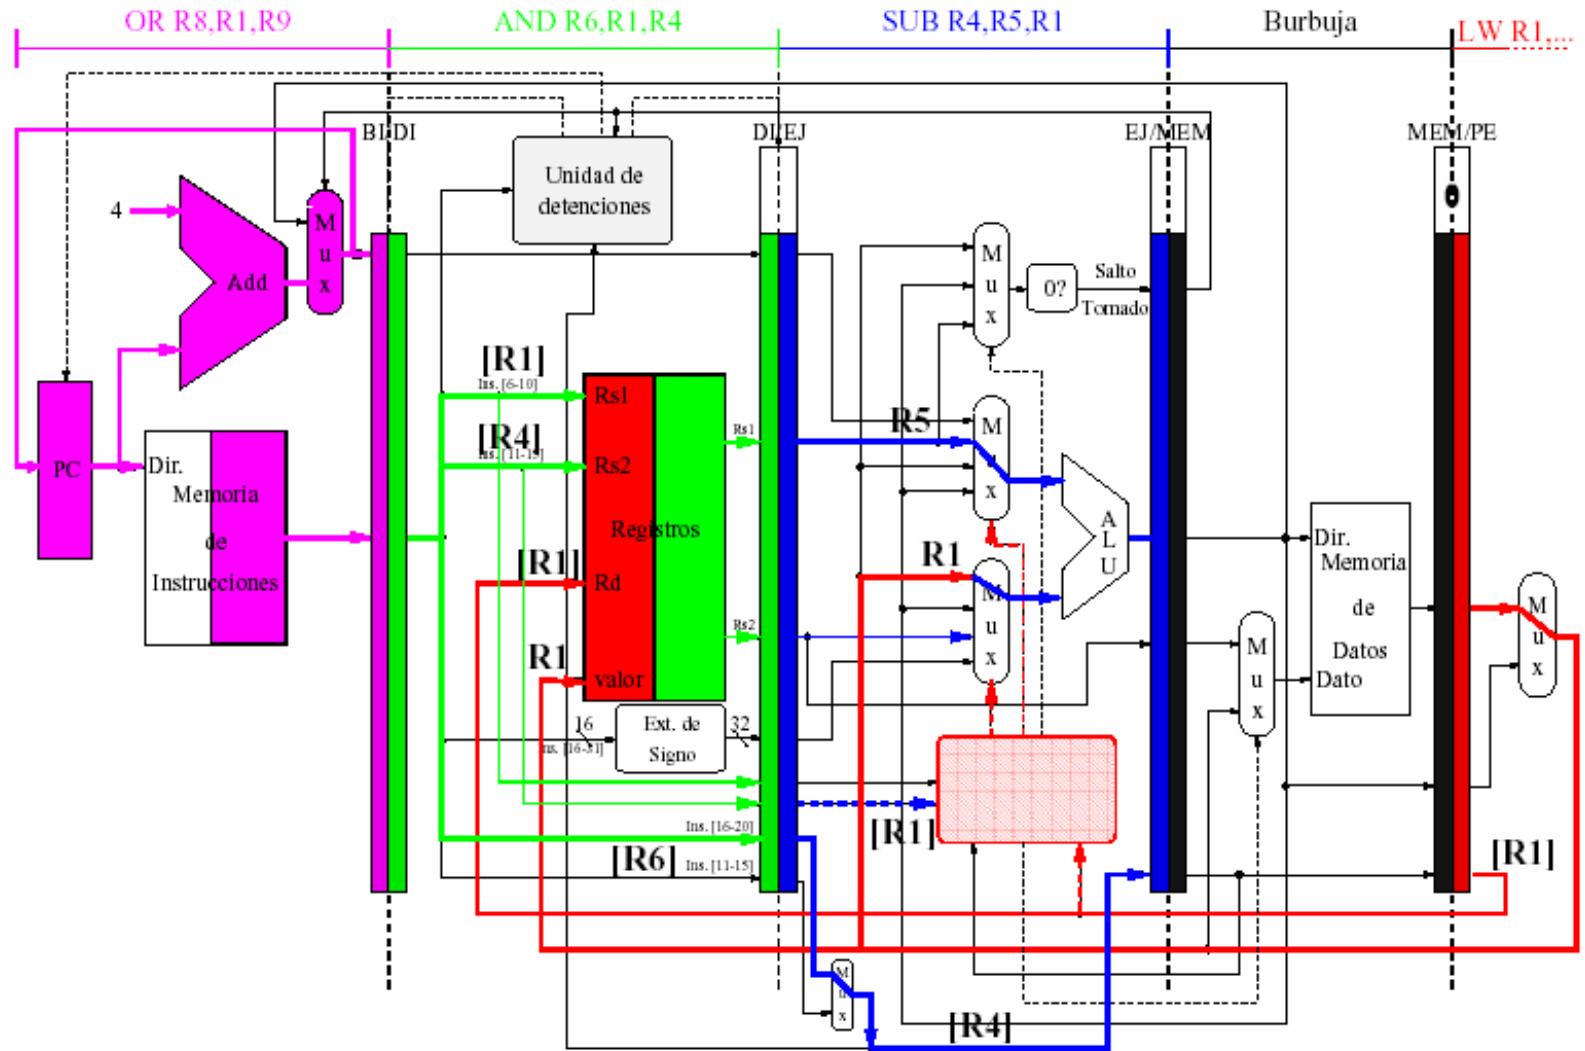 OR R8,R1,R9
AND R6,R1,R4
SUB R4,R5,R1
Burbuja
LW R1,...
BI/DI
DI/EJ
EJ/MEM
MEM/PE
Unidad de
detenciones
4
M
u
x
Add
M
u
x
0?
Salto
Tomado
0
[R1]
Ins. [6-10]
Rs1
[R4]
Ins. [11-15]
Rs2
Rs1
R5
M
u
x
PC
Dir.
Memoria
de
Instrucciones
Registros
A
L
U
[R1]
Rd
R1
M
u
x
Dir.
Memoria
de
Datos
Dato
M
u
x
Rs2
R1
valor
M
u
x
16
Ins. [16-31]
Ext. de
Signo
32
[R1]
Ins. [16-20]
[R6]
Ins. [11-15]
[R1]
M
u
x
[R4]